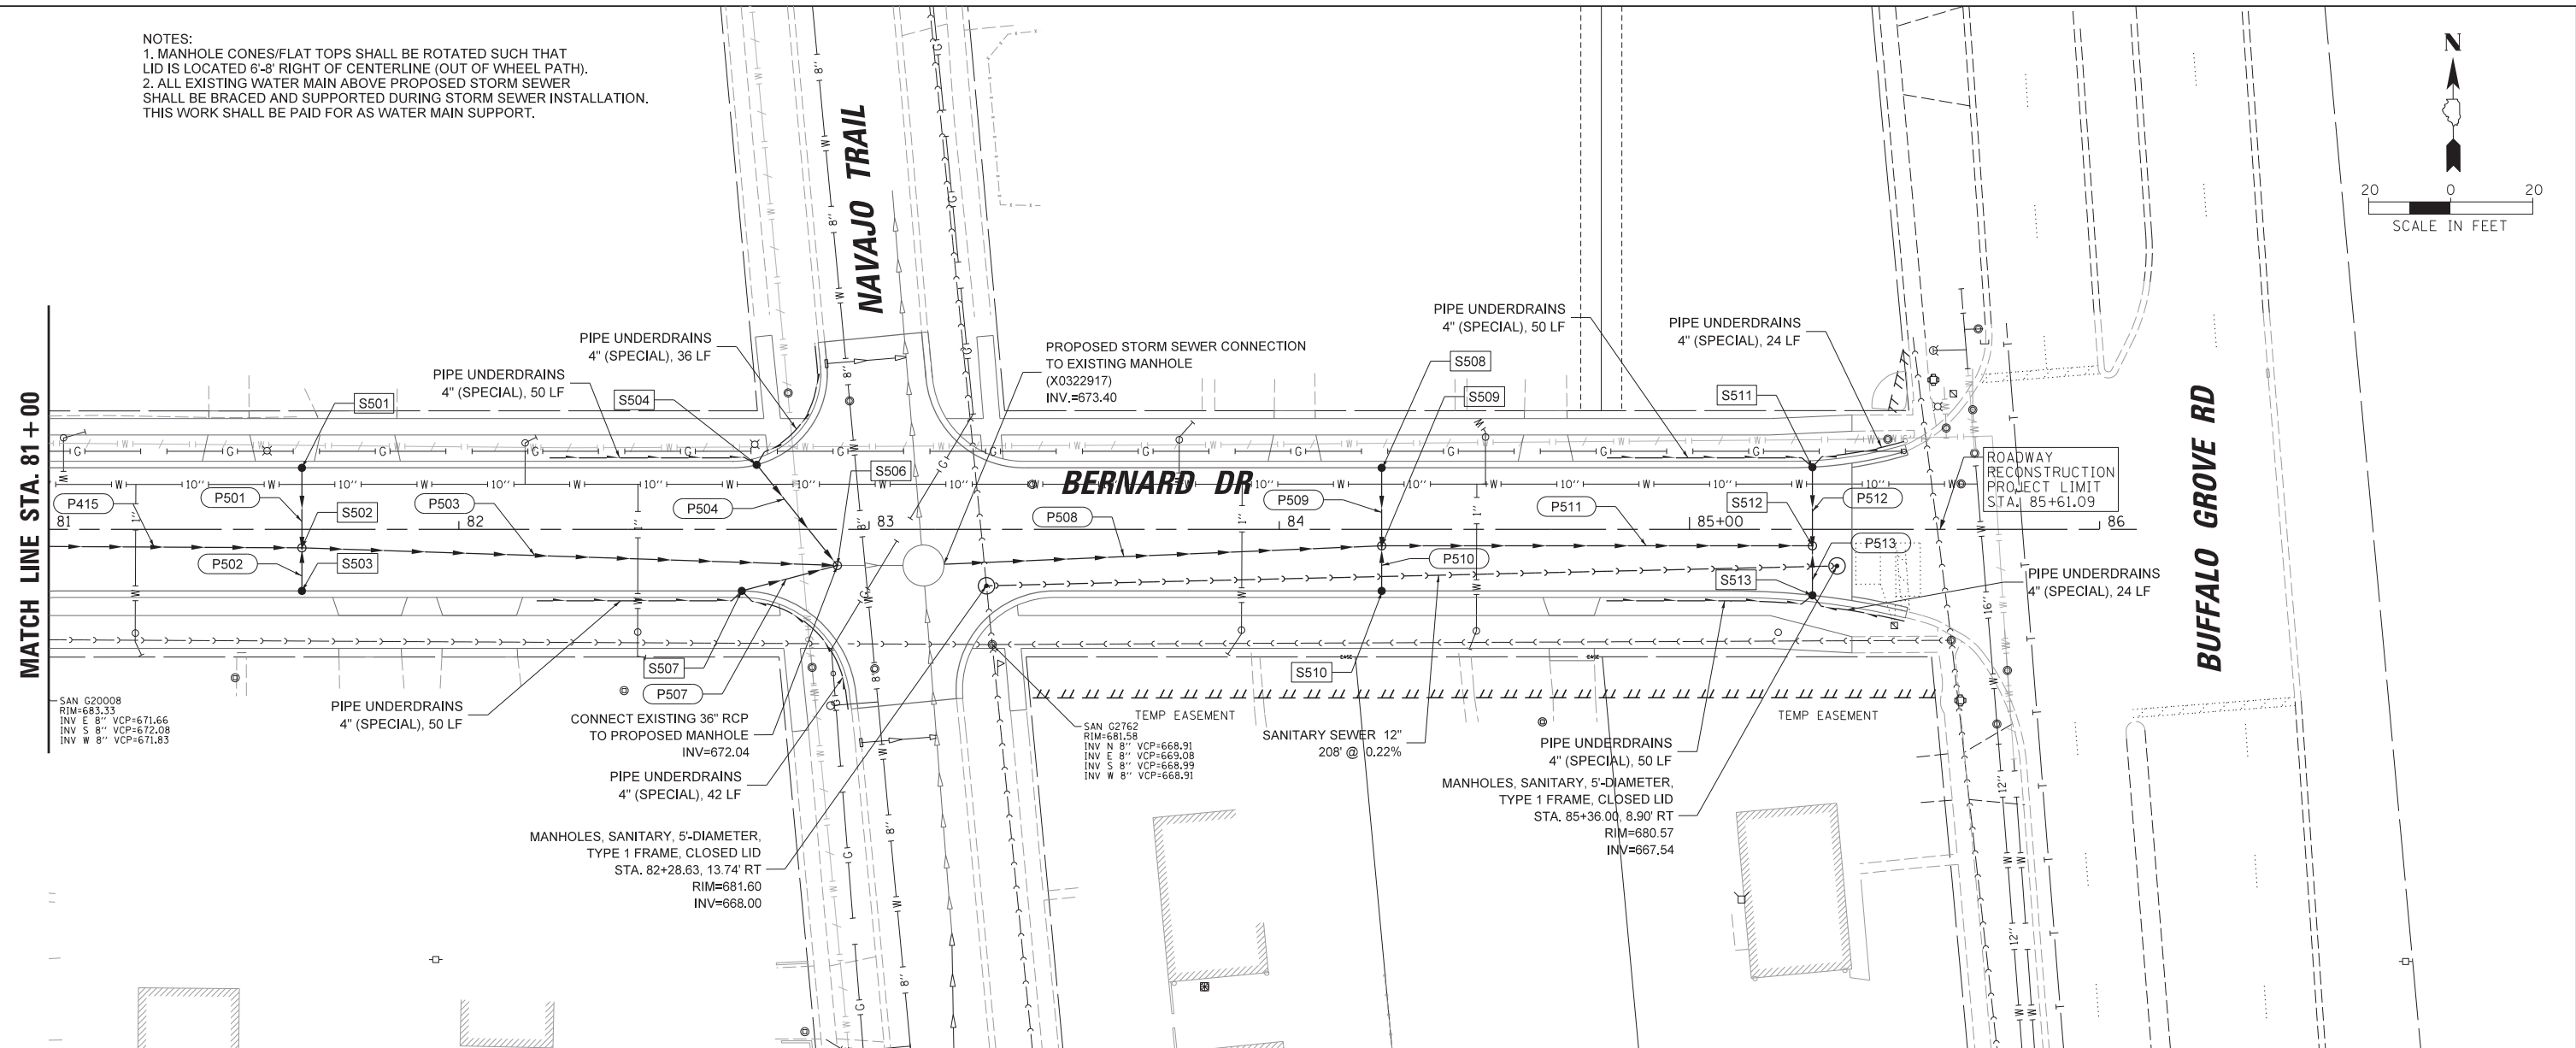 NOTES:
1. MANHOLE CONES/FLAT TOPS SHALL BE ROTATED SUCH THAT
LID IS LOCATED 6'-8' RIGHT OF CENTERLINE (OUT OF WHEEL PATH).
2. ALL EXISTING WATER MAIN ABOVE PROPOSED STORM SEWER
SHALL BE BRACED AND SUPPORTED DURING STORM SEWER INSTALLATION.
THIS WORK SHALL BE PAID FOR AS WATER MAIN SUPPORT.
NAVAJO TRAIL
N
20 0 20
SCALE IN FEET
MATCH LINE STA. 81+00
PIPE UNDERDRAINS
4" (SPECIAL), 36 LF
PIPE UNDERDRAINS
4" (SPECIAL), 50 LF
PROPOSED STORM SEWER CONNECTION
TO EXISTING MANHOLE
(X0322917)
INV.=673.40
PIPE UNDERDRAINS
4" (SPECIAL), 50 LF
PIPE UNDERDRAINS
4" (SPECIAL), 24 LF
S501
S504
S506
S508
S509
S511
BERNARD DR
BUFFALO GROVE RD
ROADWAY
RECONSTRUCTION
PROJECT LIMIT
STA. 85+61.09
P415
P501
S502
P503
P504
P508
P509
P511
S512
P512
81
82
83
84
85+00
86
P502
S503
P510
P513
S513
S507
P507
S510
PIPE UNDERDRAINS
4" (SPECIAL), 24 LF
SAN G20008
RIM=683.33
INV E 8" VCP=671.66
INV S 8" VCP=672.08
INV W 8" VCP=671.83
PIPE UNDERDRAINS
4" (SPECIAL), 50 LF
CONNECT EXISTING 36" RCP
TO PROPOSED MANHOLE
INV=672.04
PIPE UNDERDRAINS
4" (SPECIAL), 42 LF
MANHOLES, SANITARY, 5'-DIAMETER,
TYPE 1 FRAME, CLOSED LID
STA. 82+28.63, 13.74' RT
RIM=681.60
INV=668.00
SAN G2762
RIM=681.58
INV N 8" VCP=668.91
INV E 8" VCP=669.08
INV S 8" VCP=668.99
INV W 8" VCP=668.91
TEMP EASEMENT
SANITARY SEWER 12"
208' @ 0.22%
TEMP EASEMENT
PIPE UNDERDRAINS
4" (SPECIAL), 50 LF
MANHOLES, SANITARY, 5'-DIAMETER,
TYPE 1 FRAME, CLOSED LID
STA. 85+36.00, 8.90' RT
RIM=680.57
INV=667.54